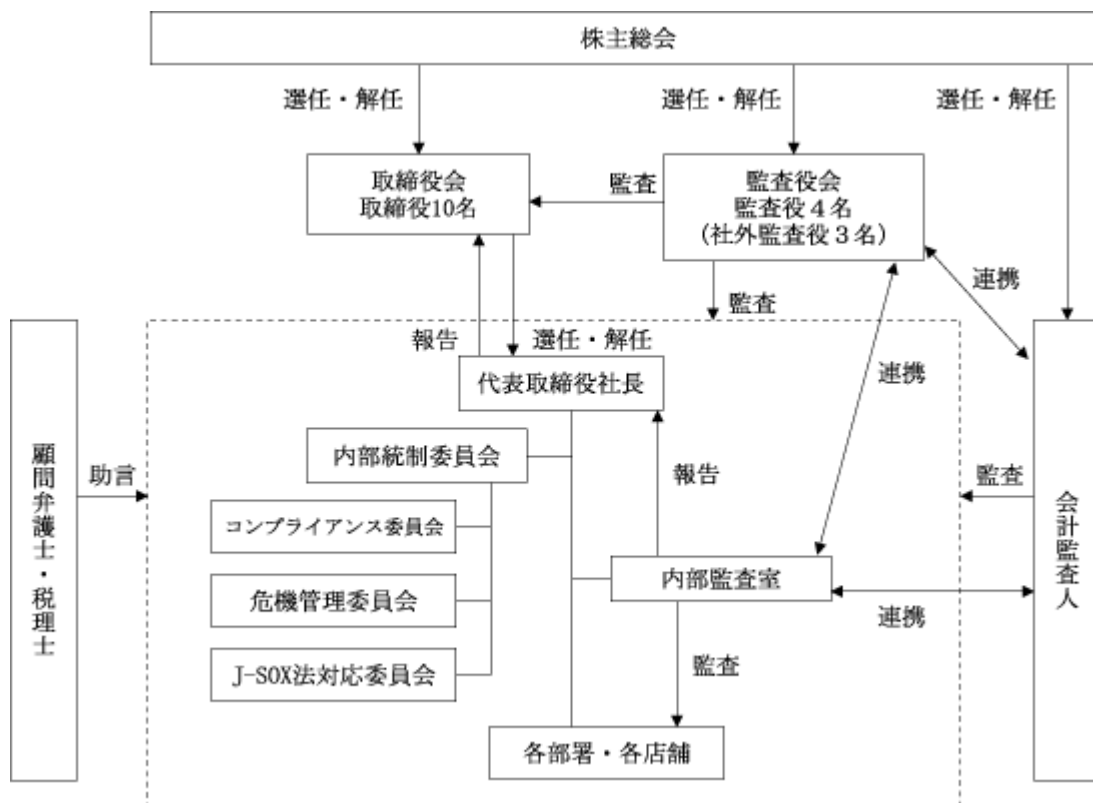 株主総会
選任・解任
選任・解任
選任・解任
取締役会
取締役10名
監査
監査役会
監査役４名
(社外監査役３名)
連携
監査
報告
選任・解任
代表取締役社長
連携
顧問弁護士・税理士
助言
内部統制委員会
報告
監査
会計監査人
コンプライアンス委員会
内部監査室
危機管理委員会
連携
J-SOX法対応委員会
監査
各部署・各店舗